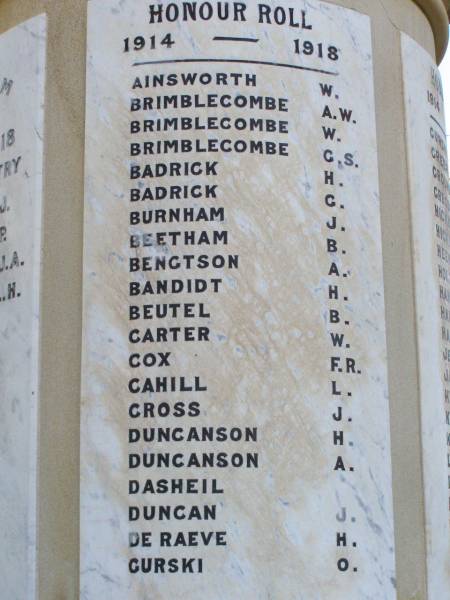 HONOUR ROLL
1914 — 1918
AINSWORTH W.
BRIMBLECOMBE A.W.
BRIMBLECOMBE W.
BRIMBLECOMBE G.S.
BADRICK H.
BADRICK G.
BURNHAM J.
BEETHAM B.
BENGTSON A.
BANDIDT H.
BEUTEL B.
CARTER W.
COX F.R.
CAHILL L.
CROSS J.
DUNCANSON H.
DUNCANSON A.
DASHEIL
DUNCAN J.
DE RAEVE H.
GURSKI O.